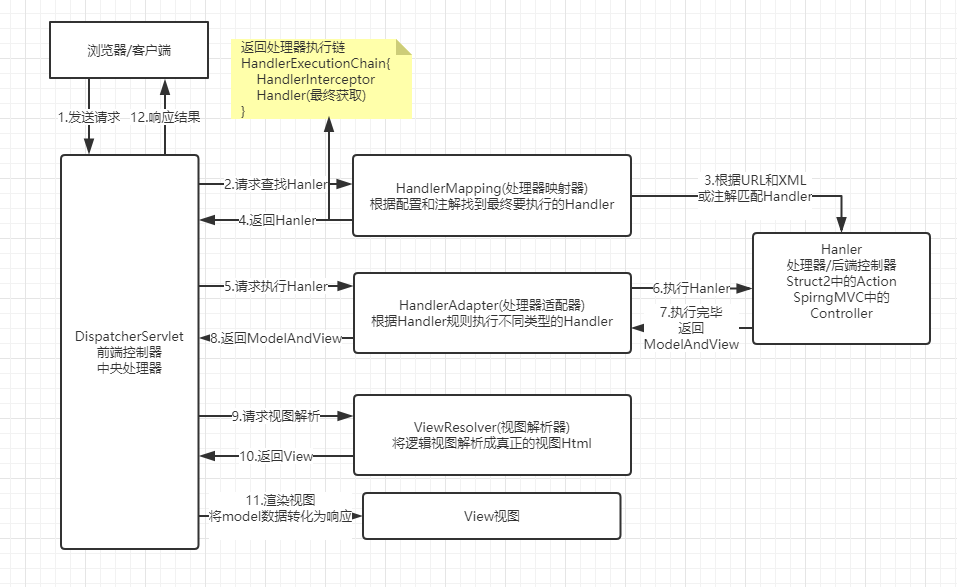 浏览器/客户端
返回处理器执行链
HandlerExecutionChain{
HandlerInterceptor
Handler(最终获取)
}
1.发送请求
12.响应结果
2.请求查找Hanler
HandlerMapping(处理器映射器)
根据配置和注解找到最终要执行的Handler
3.根据URL和XML
或注解匹配Handler
4.返回Hanler
Hanler
处理器/后端控制器
Struct2中的Action
SpirngMVC中的
Controller
5.请求执行Hanler
HandlerAdapter(处理器适配器)
根据Handler规则执行不同类型的Handler
6.执行Hanler
7.执行完毕
返回
ModelAndView
8.返回ModelAndView
DispatcherServlet
前端控制器
中央处理器
9.请求视图解析
ViewResolver(视图解析器)
将逻辑视图解析成真正的视图Html
10.返回View
11.渲染视图
将model数据转化为响应
View视图